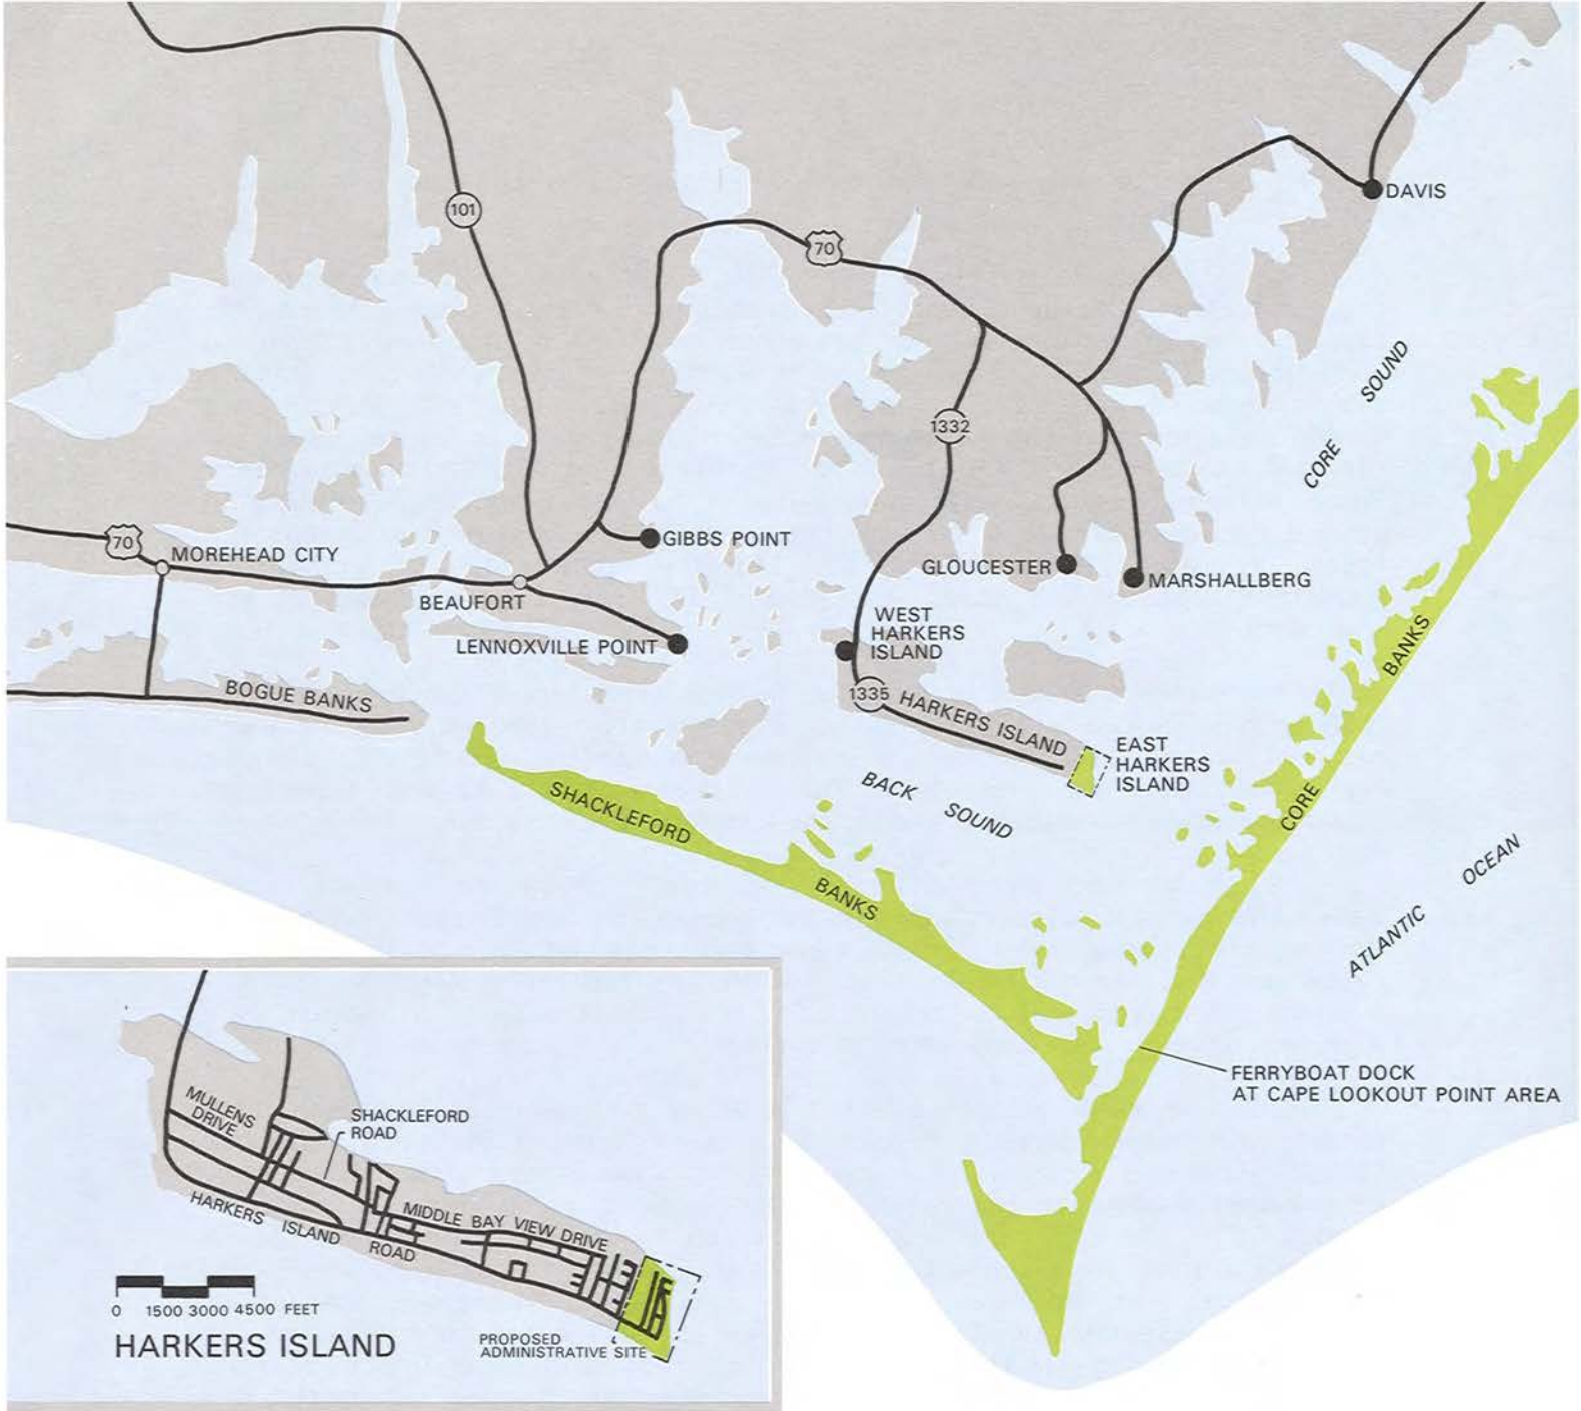 101
70
DAVIS
CORE SOUND
1332
70
MOREHEAD CITY
GIBBS POINT
GLOUCESTER
MARSHALLBERG
BEAUFORT
WEST
HARKERS
ISLAND
LENNOXVILLE POINT
BOGUE BANKS
1335
HARKERS ISLAND
EAST
HARKERS
ISLAND
BACK SOUND
SHACKLEFORD BANKS
CORE BANKS
ATLANTIC OCEAN
FERRYBOAT DOCK
AT CAPE LOOKOUT POINT AREA
MULLENS
DRIVE
SHACKLEFORD
ROAD
HARKERS ISLAND ROAD
MIDDLE BAY VIEW DRIVE
0 1500 3000 4500 FEET
HARKERS ISLAND
PROPOSED
ADMINISTRATIVE SITE